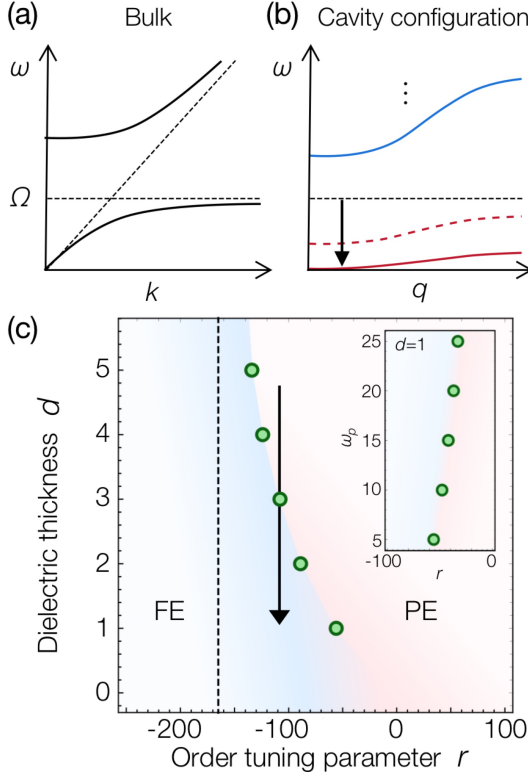 (a) Bulk
(b) Cavity configuration
ω
Ω
k
ω
⋮
q
(c)
Dielectric thickness d
5
4
3
2
1
0
FE
PE
-200 -100 0 100
Order tuning parameter r
d=1
ωp
25
20
15
10
5
-100 0
r